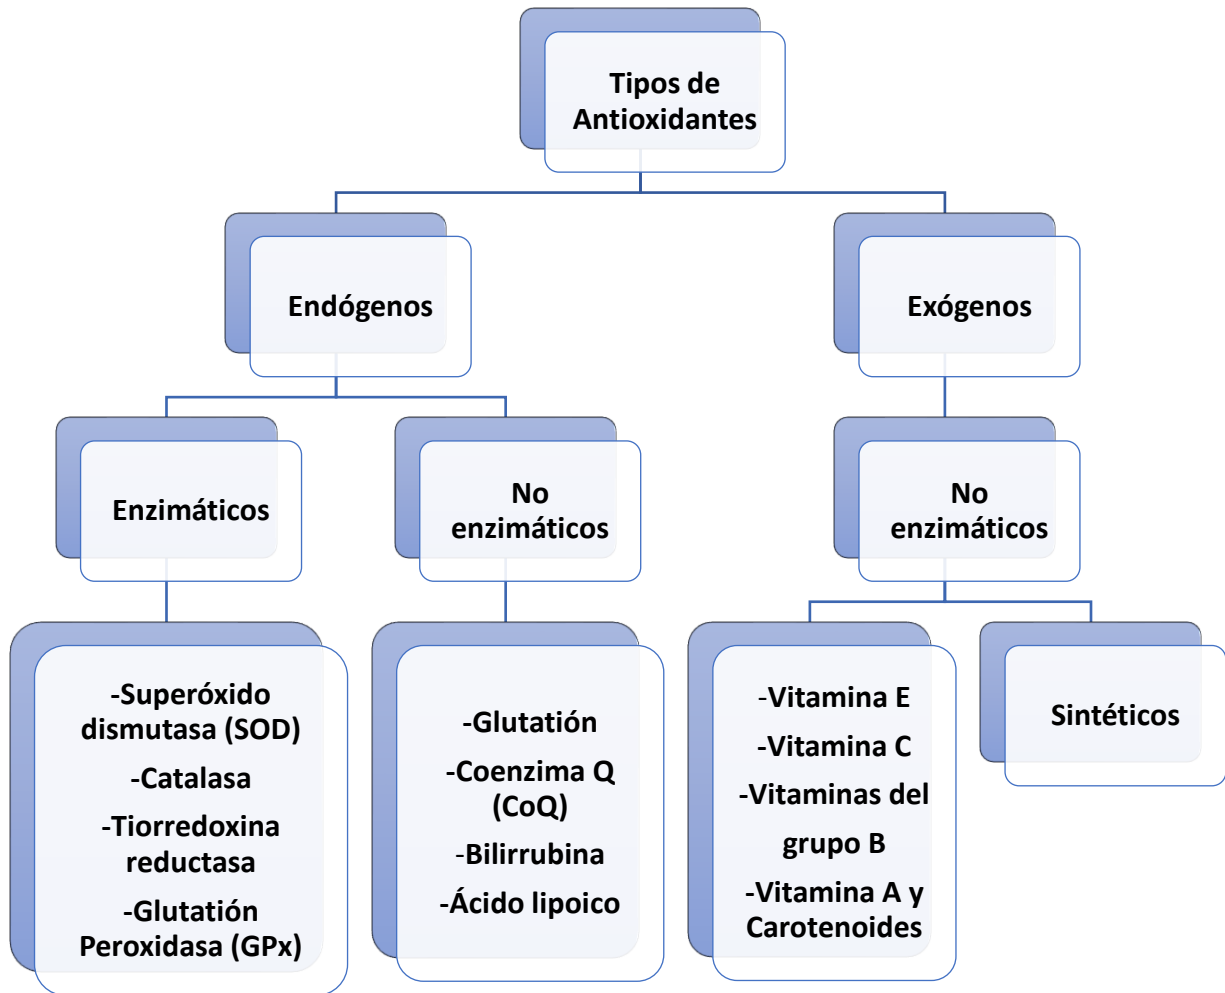 Tipos de
Antioxidantes
Endógenos
Exógenos
Enzimáticos
No
enzimáticos
No
enzimáticos
-Superóxido
dismutasa (SOD)
-Catalasa
-Tiorredoxina
reductasa
-Glutatión
Peroxidasa (GPx)
-Glutatión
-Coenzima Q
(CoQ)
-Bilirrubina
-Ácido lipoico
-Vitamina E
-Vitamina C
-Vitaminas del
grupo B
-Vitamina A y
Carotenoides
Sintéticos